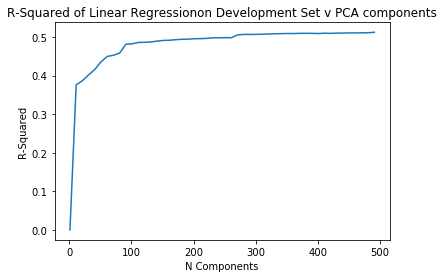 R-Squared of Linear Regressionon Development Set v PCA components
0.5
0.4
0.3
0.2
0.1
0.0
R-Squared
0 100 200 300 400 500
N Components